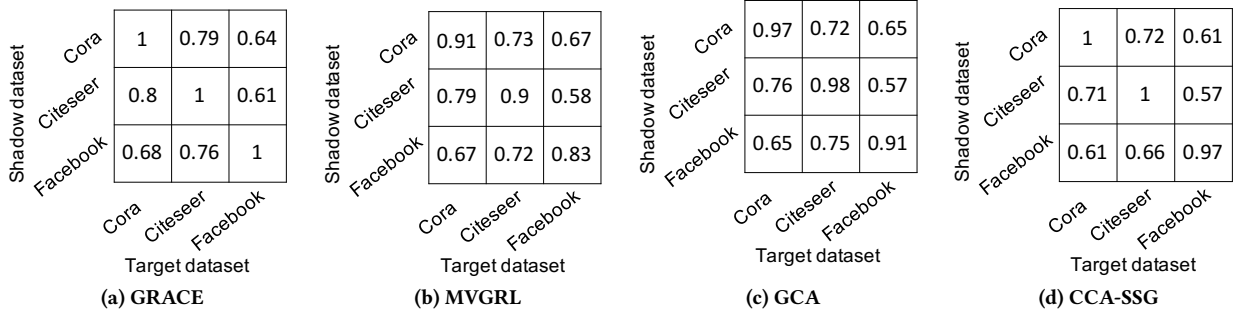 Shadow dataset
Cora
1 0.79 0.64
Citeseer
0.8 1 0.61
Facebook
0.68 0.76 1
Cora Citeseer Facebook
Target dataset
(a) GRACE
Shadow dataset
Cora
0.91 0.73 0.67
Citeseer
0.79 0.9 0.58
Facebook
0.67 0.72 0.83
Cora Citeseer Facebook
Target dataset
(b) MVGRL
Shadow dataset
Cora
0.97 0.72 0.65
Citeseer
0.76 0.98 0.57
Facebook
0.65 0.75 0.91
Cora Citeseer Facebook
Target dataset
(c) GCA
Shadow dataset
Cora
1 0.72 0.61
Citeseer
0.71 1 0.57
Facebook
0.61 0.66 0.97
Cora Citeseer Facebook
Target dataset
(d) CCA-SSG